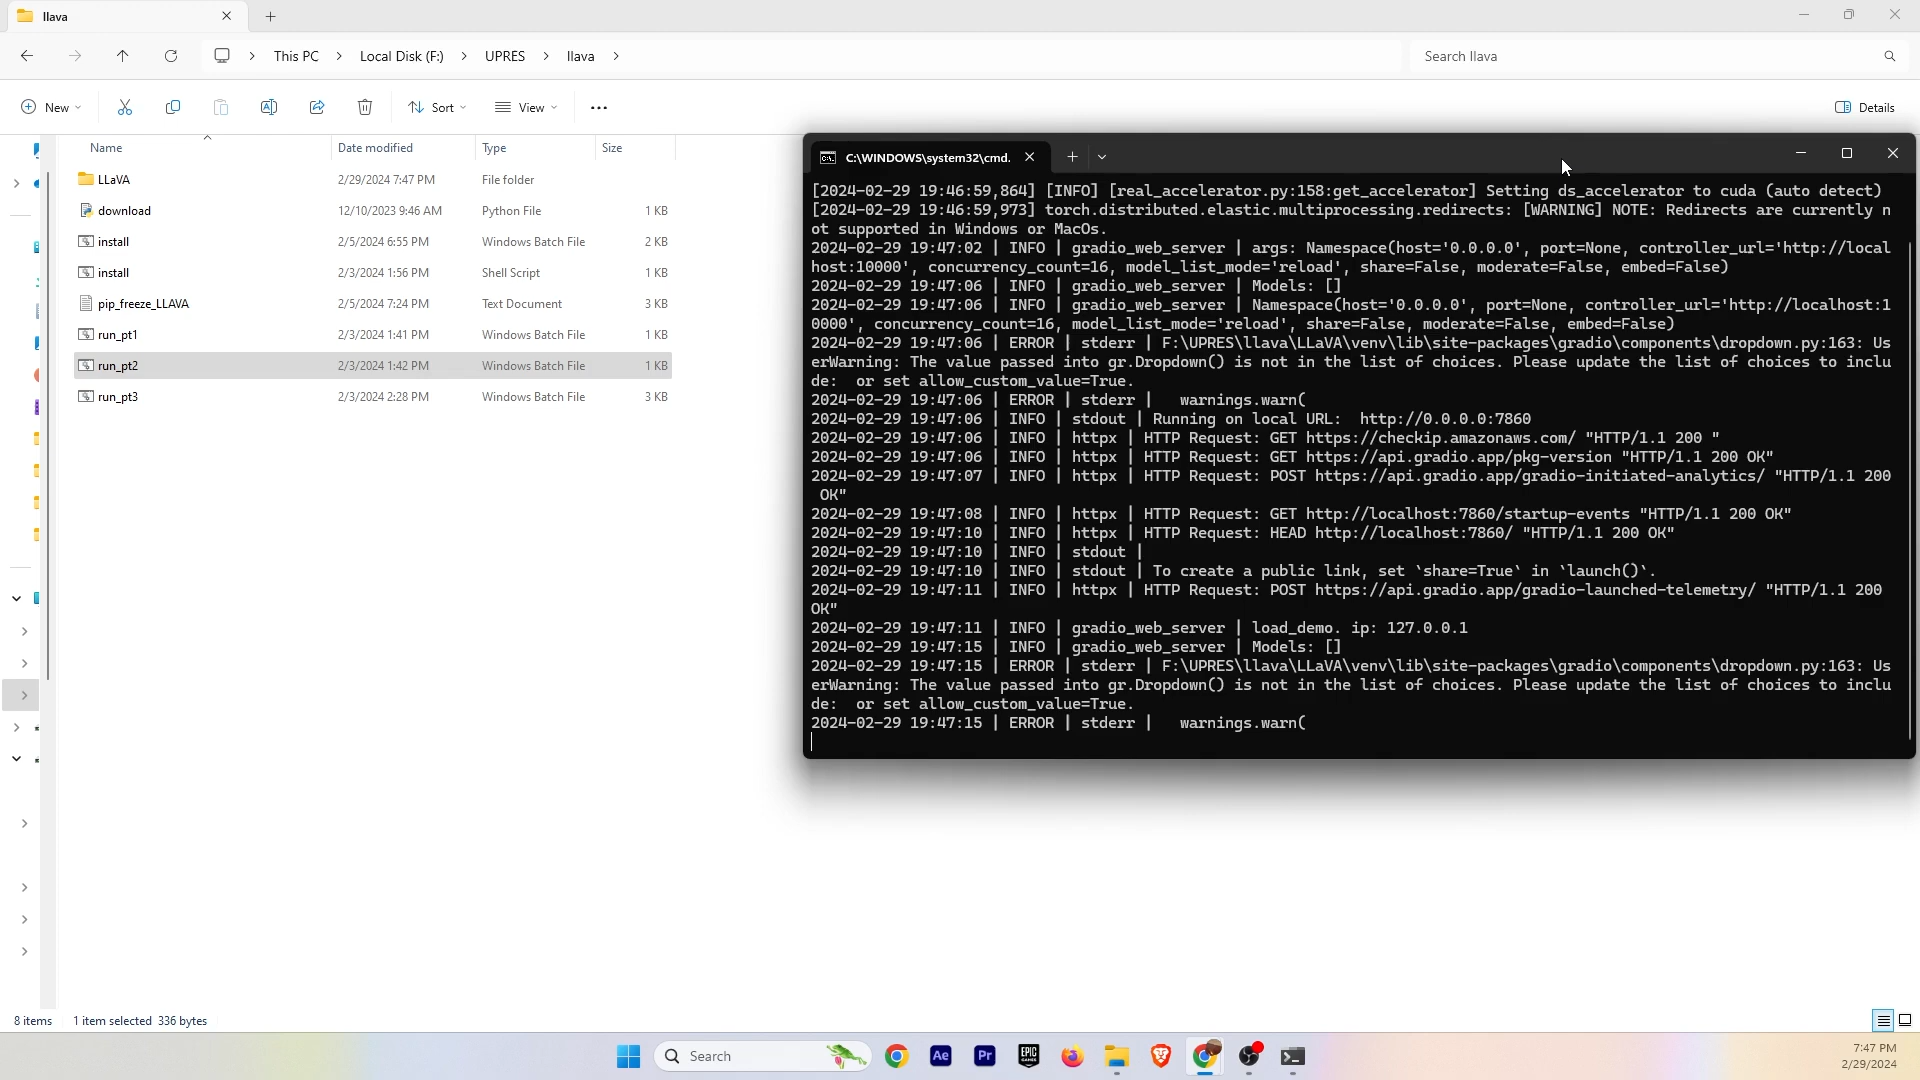 llava
This PC
Local Disk (F:)
UPRES
llava
Search llava
New
Sort
View
Details
Name
Date modified
Type
Size
LLaVA
2/29/2024 7:47 PM
File folder
download
12/10/2023 9:46 AM
Python File
1 KB
install
2/5/2024 6:55 PM
Windows Batch File
2 KB
install
2/3/2024 1:56 PM
Shell Script
1 KB
pip_freeze_LLAVA
2/5/2024 7:24 PM
Text Document
3 KB
run_pt1
2/3/2024 1:41 PM
Windows Batch File
1 KB
run_pt2
2/3/2024 1:42 PM
Windows Batch File
1 KB
run_pt3
2/3/2024 2:28 PM
Windows Batch File
3 KB
C:\WINDOWS\system32\cmd.
[2024-02-29 19:46:59,864] [INFO] [real_accelerator.py:158:get_accelerator] Setting ds_accelerator to cuda (auto detect)
[2024-02-29 19:46:59,973] torch.distributed.elastic.multiprocessing.redirects: [WARNING] NOTE: Redirects are currently n
ot supported in Windows or MacOs.
2024-02-29 19:47:02 | INFO | gradio_web_server | args: Namespace(host='0.0.0.0', port=None, controller_url='http://local
host:10000', concurrency_count=16, model_list_mode='reload', share=False, moderate=False, embed=False)
2024-02-29 19:47:06 | INFO | gradio_web_server | Models: []
2024-02-29 19:47:06 | INFO | gradio_web_server | Namespace(host='0.0.0.0', port=None, controller_url='http://localhost:1
0000', concurrency_count=16, model_list_mode='reload', share=False, moderate=False, embed=False)
2024-02-29 19:47:06 | ERROR | stderr | F:\UPRES\llava\LLaVA\venv\lib\site-packages\gradio\components\dropdown.py:163: Us
erWarning: The value passed into gr.Dropdown() is not in the list of choices. Please update the list of choices to inclu
de:  or set allow_custom_value=True.
2024-02-29 19:47:06 | ERROR | stderr |   warnings.warn(
2024-02-29 19:47:06 | INFO | stdout | Running on local URL:  http://0.0.0.0:7860
2024-02-29 19:47:06 | INFO | httpx | HTTP Request: GET https://checkip.amazonaws.com/ "HTTP/1.1 200 "
2024-02-29 19:47:06 | INFO | httpx | HTTP Request: GET https://api.gradio.app/pkg-version "HTTP/1.1 200 OK"
2024-02-29 19:47:07 | INFO | httpx | HTTP Request: POST https://api.gradio.app/gradio-initiated-analytics/ "HTTP/1.1 200
OK"
2024-02-29 19:47:08 | INFO | httpx | HTTP Request: GET http://localhost:7860/startup-events "HTTP/1.1 200 OK"
2024-02-29 19:47:10 | INFO | httpx | HTTP Request: HEAD http://localhost:7860/ "HTTP/1.1 200 OK"
2024-02-29 19:47:10 | INFO | stdout |
2024-02-29 19:47:10 | INFO | stdout | To create a public link, set `share=True` in `launch()`.
2024-02-29 19:47:11 | INFO | httpx | HTTP Request: POST https://api.gradio.app/gradio-launched-telemetry/ "HTTP/1.1 200
OK"
2024-02-29 19:47:11 | INFO | gradio_web_server | load_demo. ip: 127.0.0.1
2024-02-29 19:47:15 | INFO | gradio_web_server | Models: []
2024-02-29 19:47:15 | ERROR | stderr | F:\UPRES\llava\LLaVA\venv\lib\site-packages\gradio\components\dropdown.py:163: Us
erWarning: The value passed into gr.Dropdown() is not in the list of choices. Please update the list of choices to inclu
de:  or set allow_custom_value=True.
2024-02-29 19:47:15 | ERROR | stderr |   warnings.warn(
8 items
1 item selected 336 bytes
Search
Ae
Pr
EPIC
GAMES
7:47 PM
2/29/2024